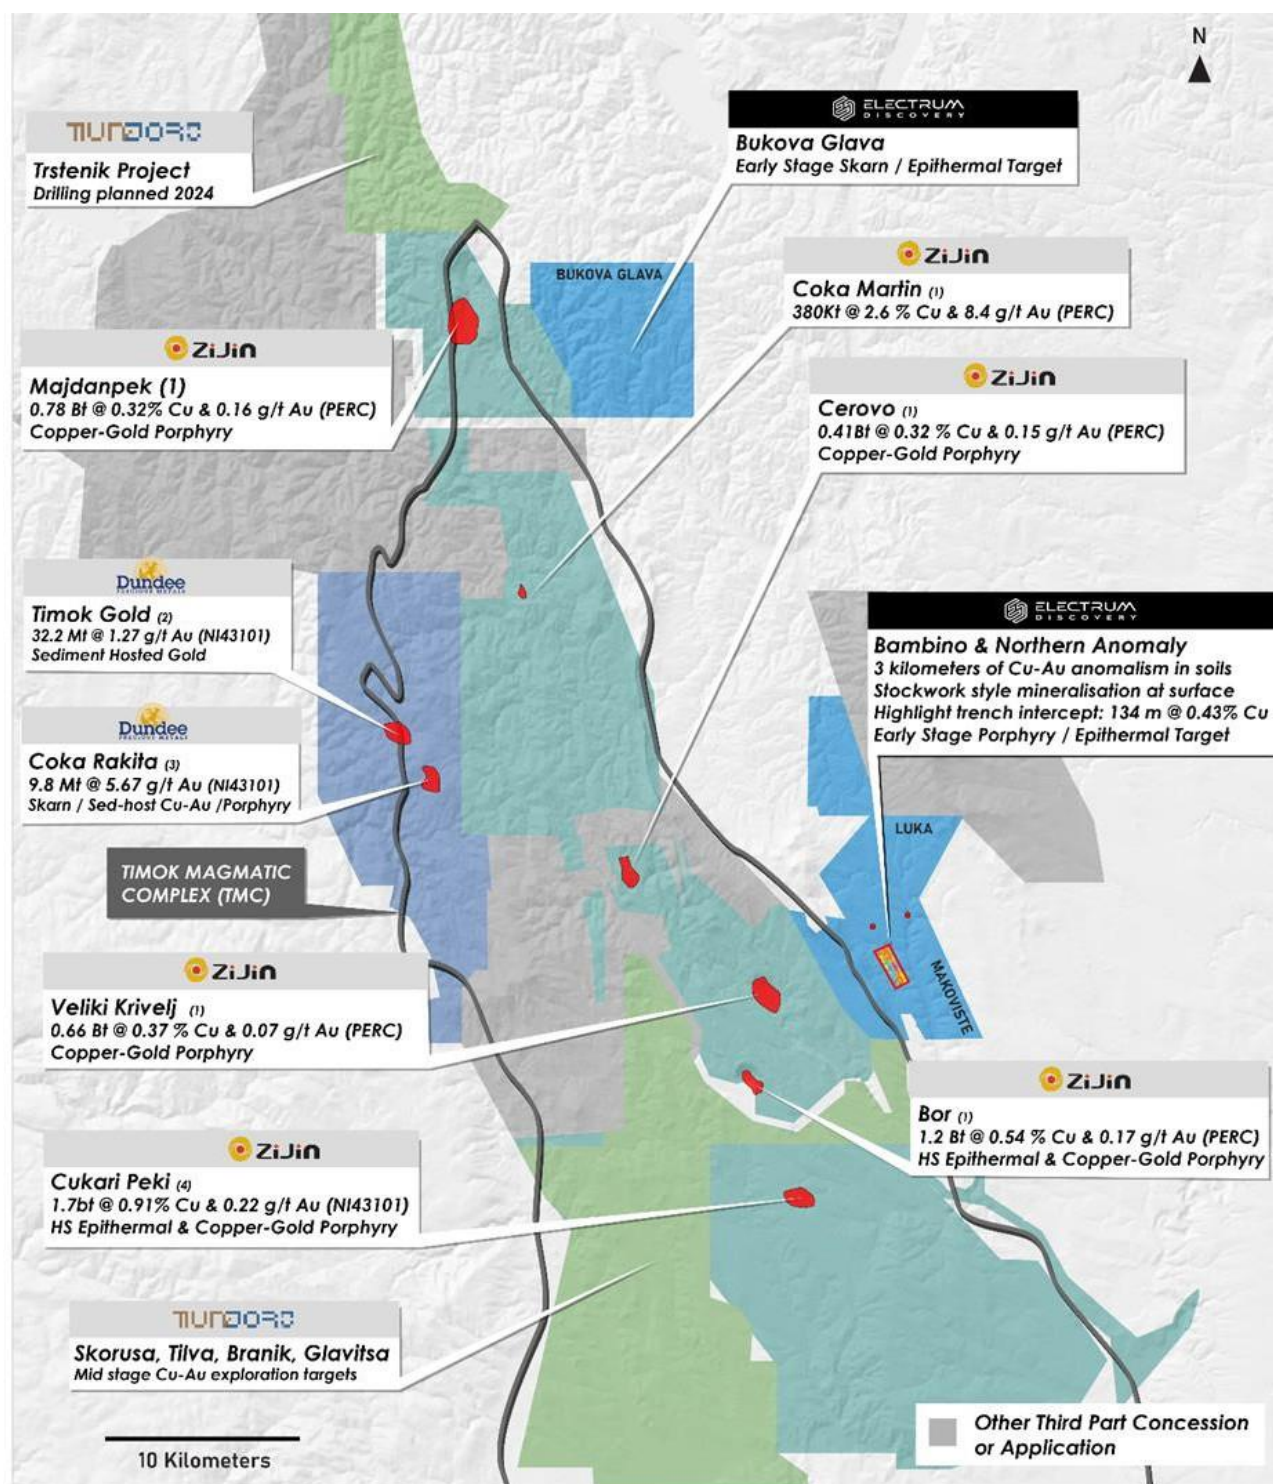 N
MUNDORO
Trstenik Project
Drilling planned 2024
ELECTRUM
DISCOVERY
Bukova Glava
Early Stage Skarn / Epithermal Target
BUKOVA GLAVA
ZiJin
Coka Martin (1)
380Kt @ 2.6 % Cu & 8.4 g/t Au (PERC)
ZiJin
Majdanpek (1)
0.78 Bt @ 0.32% Cu & 0.16 g/t Au (PERC)
Copper-Gold Porphyry
ZiJin
Cerovo (1)
0.41Bt @ 0.32 % Cu & 0.15 g/t Au (PERC)
Copper-Gold Porphyry
Dundee
PRECIOUS METALS
Timok Gold (2)
32.2 Mt @ 1.27 g/t Au (NI43101)
Sediment Hosted Gold
ELECTRUM
DISCOVERY
Bambino & Northern Anomaly
3 kilometers of Cu-Au anomalism in soils
Stockwork style mineralisation at surface
Highlight trench intercept: 134 m @ 0.43% Cu
Early Stage Porphyry / Epithermal Target
Dundee
PRECIOUS METALS
Coka Rakita (3)
9.8 Mt @ 5.67 g/t Au (NI43101)
Skarn / Sed-host Cu-Au /Porphyry
LUKA
MAKOVISTE
TIMOK MAGMATIC
COMPLEX (TMC)
ZiJin
Veliki Krivelj (1)
0.66 Bt @ 0.37 % Cu & 0.07 g/t Au (PERC)
Copper-Gold Porphyry
ZiJin
Bor (1)
1.2 Bt @ 0.54 % Cu & 0.17 g/t Au (PERC)
HS Epithermal & Copper-Gold Porphyry
ZiJin
Cukari Peki (4)
1.7bt @ 0.91% Cu & 0.22 g/t Au (NI43101)
HS Epithermal & Copper-Gold Porphyry
MUNDORO
Skorusa, Tilva, Branik, Glavitsa
Mid stage Cu-Au exploration targets
10 Kilometers
Other Third Part Concession
or Application